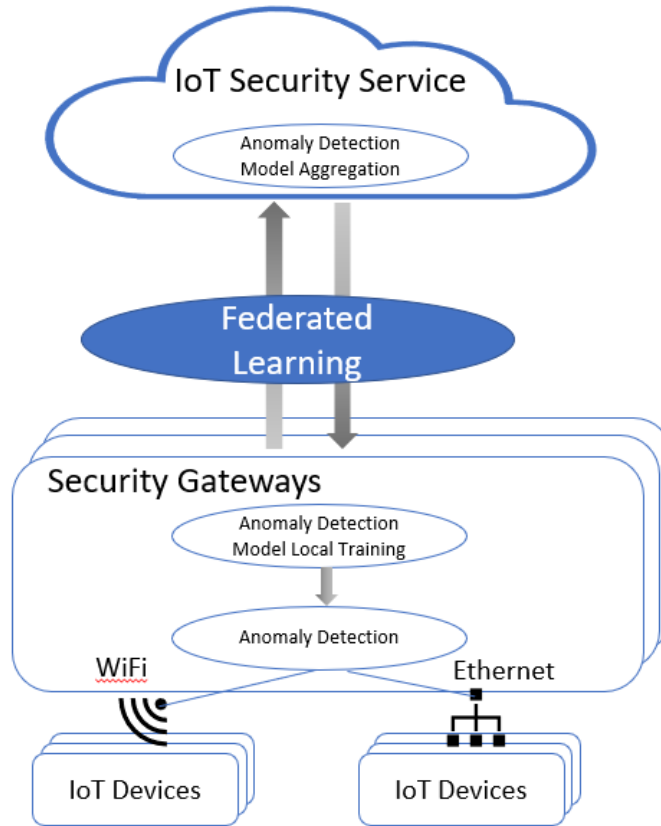 IoT Security Service
Anomaly Detection
Model Aggregation
Federated
Learning
Security Gateways
Anomaly Detection
Model Local Training
Anomaly Detection
WiFi
Ethernet
IoT Devices
IoT Devices